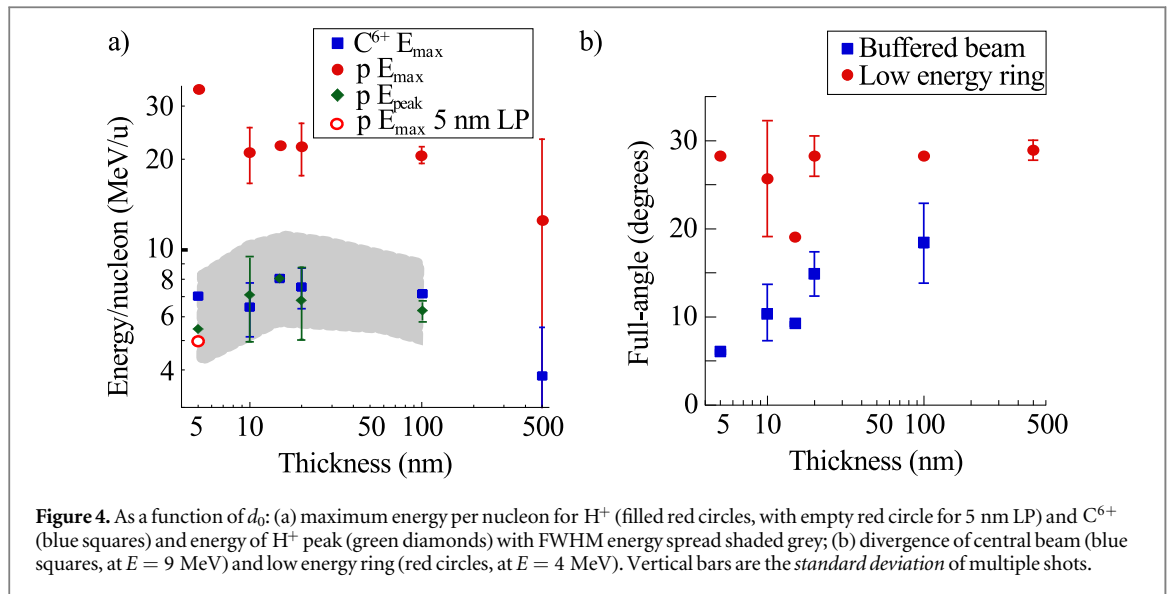 a)
C⁶⁺ Eₘₐₓ
p Eₘₐₓ
p Eₚₑₐₖ
p Eₘₐₓ 5 nm LP
Energy/nucleon (MeV/u)
30
20
10
8
6
4
5 10 50 100 500
Thickness (nm)
b)
Buffered beam
Low energy ring
Full-angle (degrees)
30
20
10
0
5 10 50 100 500
Thickness (nm)
Figure 4. As a function of d₀: (a) maximum energy per nucleon for H⁺ (filled red circles, with empty red circle for 5 nm LP) and C⁶⁺
(blue squares) and energy of H⁺ peak (green diamonds) with FWHM energy spread shaded grey; (b) divergence of central beam (blue
squares, at E = 9 MeV) and low energy ring (red circles, at E = 4 MeV). Vertical bars are the standard deviation of multiple shots.